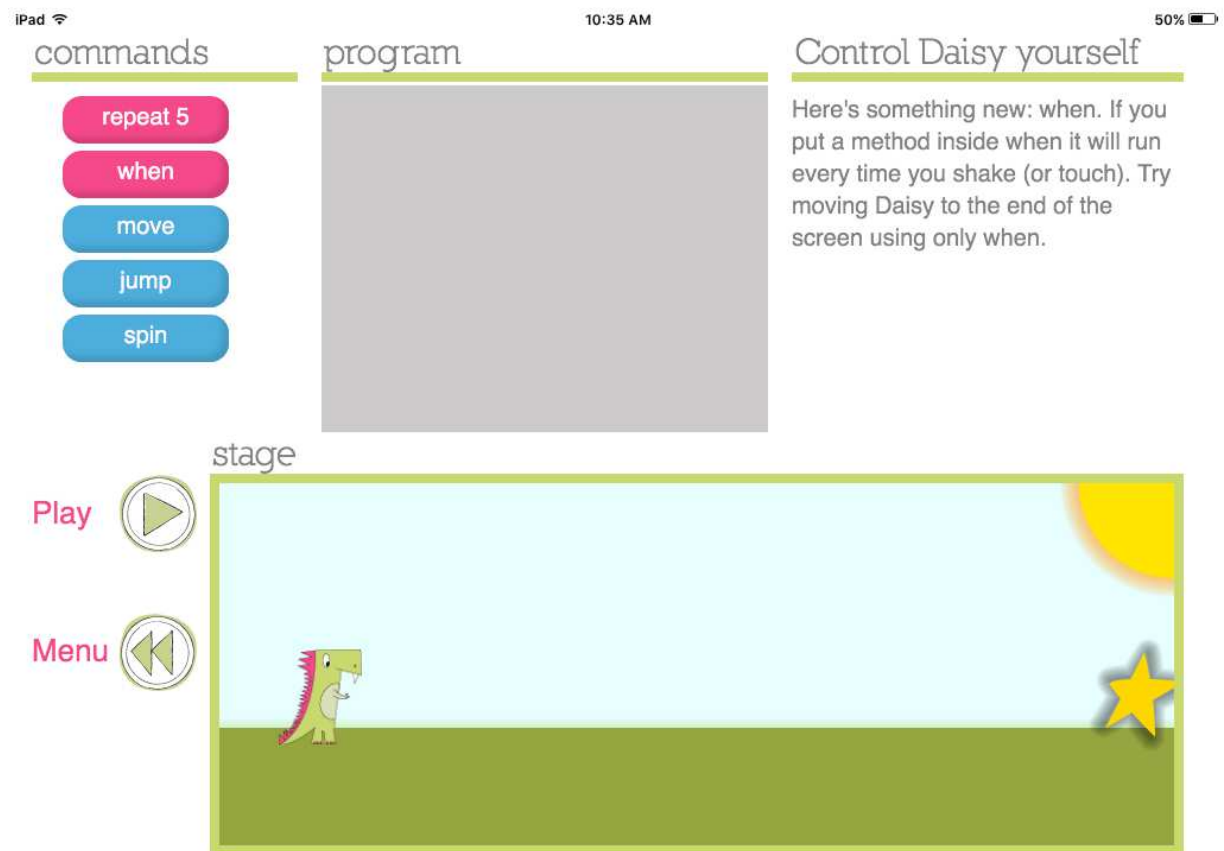 iPad 10:35 AM 50%
commands program Control Daisy yourself
repeat 5
when
move
jump
spin
Here's something new: when. If you
put a method inside when it will run
every time you shake (or touch). Try
moving Daisy to the end of the
screen using only when.
stage
Play
Menu